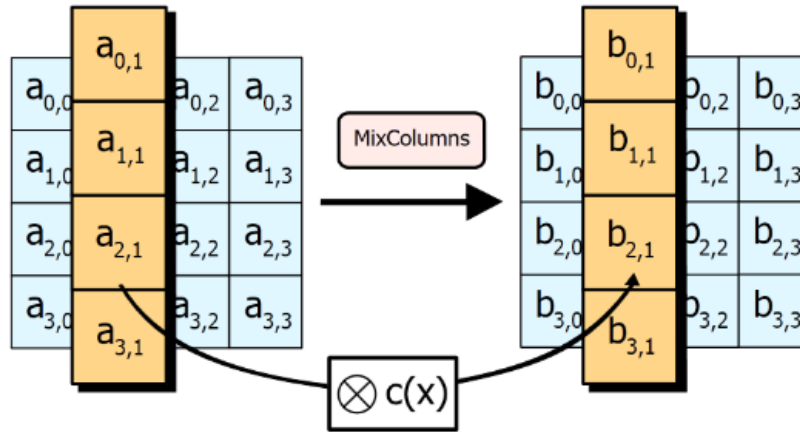 a0,1 b0,1
a0,0 a0,2 a0,3 b0,0 b0,2 b0,3
a1,1 MixColumns b1,1
a1,0 a1,2 a1,3 b1,0 b1,2 b1,3
a2,1 b2,1
a2,0 a2,2 a2,3 b2,0 b2,2 b2,3
a3,0 a3,2 a3,3 b3,0 b3,2 b3,3
a3,1 b3,1
⊗ c(x)